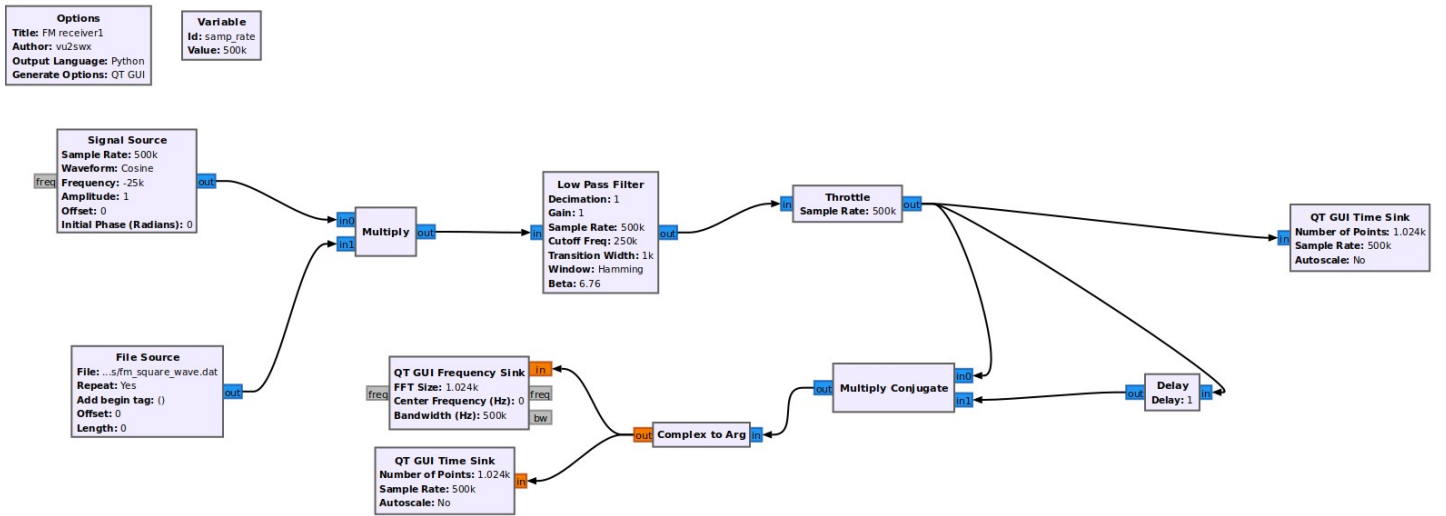 Options
Title: FM receiver1
Author: vu2swx
Output Language: Python
Generate Options: QT GUI
Variable
Id: samp_rate
Value: 500k
Signal Source
Sample Rate: 500k
Waveform: Cosine
Frequency: -25k
Amplitude: 1
Offset: 0
Initial Phase (Radians): 0
freq
out
Multiply
in0
in1
out
Low Pass Filter
Decimation: 1
Gain: 1
Sample Rate: 500k
Cutoff Freq: 250k
Transition Width: 1k
Window: Hamming
Beta: 6.76
in
out
Throttle
Sample Rate: 500k
in
out
QT GUI Time Sink
Number of Points: 1.024k
Sample Rate: 500k
Autoscale: No
in
File Source
File: ...s/fm_square_wave.dat
Repeat: Yes
Add begin tag: ()
Offset: 0
Length: 0
out
QT GUI Frequency Sink
FFT Size: 1.024k
Center Frequency (Hz): 0
Bandwidth (Hz): 500k
freq
in
freq
bw
Multiply Conjugate
out
in0
in1
Delay
Delay: 1
out
in
Complex to Arg
out
in
QT GUI Time Sink
Number of Points: 1.024k
Sample Rate: 500k
Autoscale: No
in